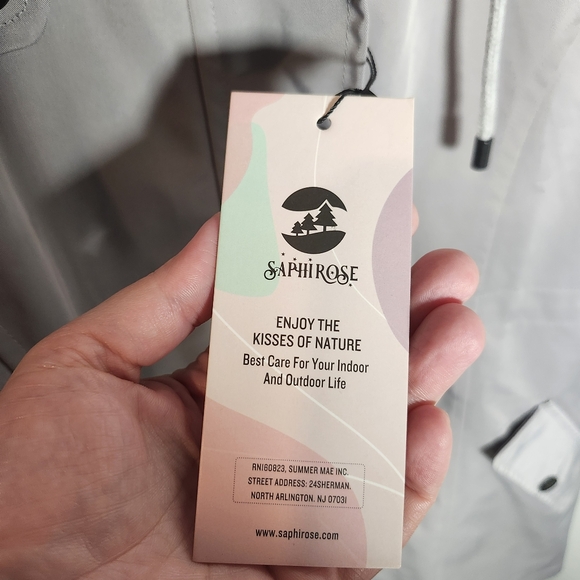 SAPHIROSE
ENJOY THE
KISSES OF NATURE
Best Care For Your Indoor
And Outdoor Life
RN160823, SUMMER MAE INC.
STREET ADDRESS: 24SHERMAN.
NORTH ARLINGTON. NJ 07031
www.saphirose.com